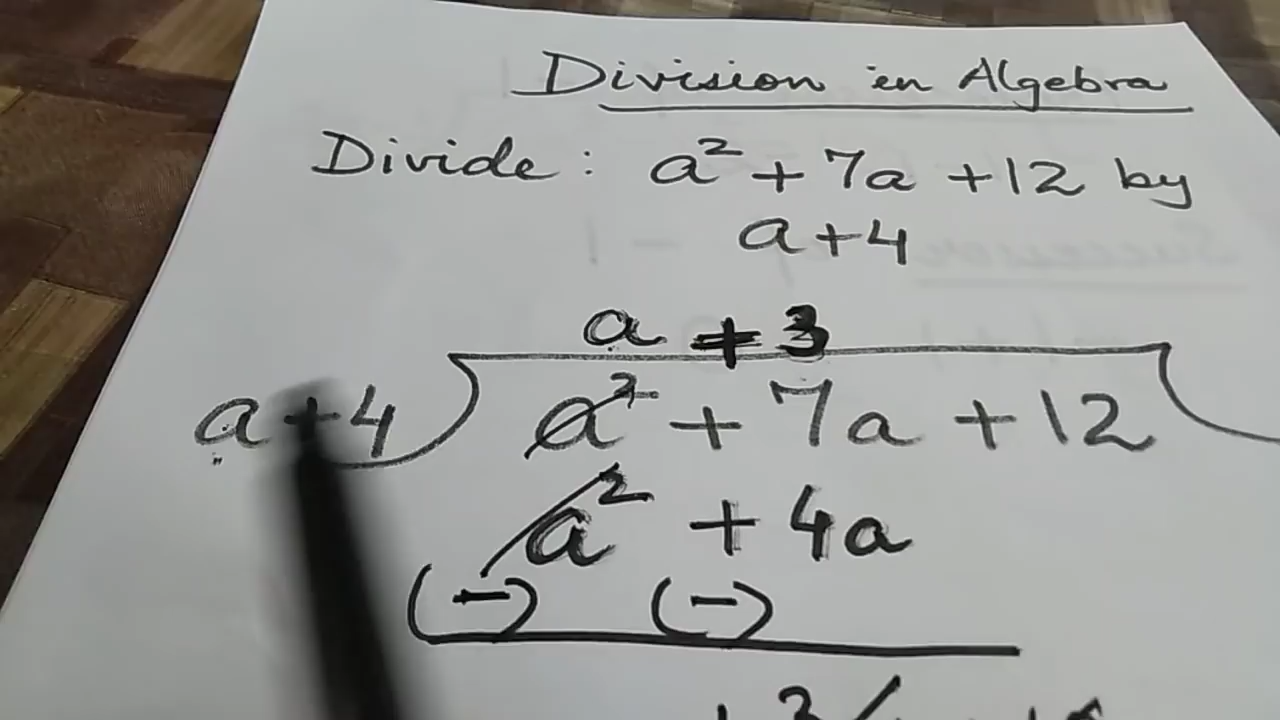 Division in Algebra
Divide: a² + 7a + 12 by
a+4
a + 3
a+4 a² + 7a + 12
a² + 4a
(-) (-)